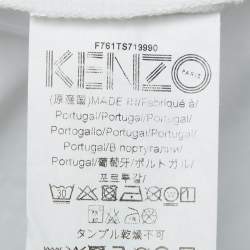 F761TS719990
KENZO
PARIS
(原産国)MADE IN/Fabriqué à/
Portugal/Portugal/Portugal/
Portogallo/Portugal/Portugal/
Portugal/В португалии/
Portugal/葡萄牙/ポルトガル/
포르투갈/
30
タンブル乾燥不可